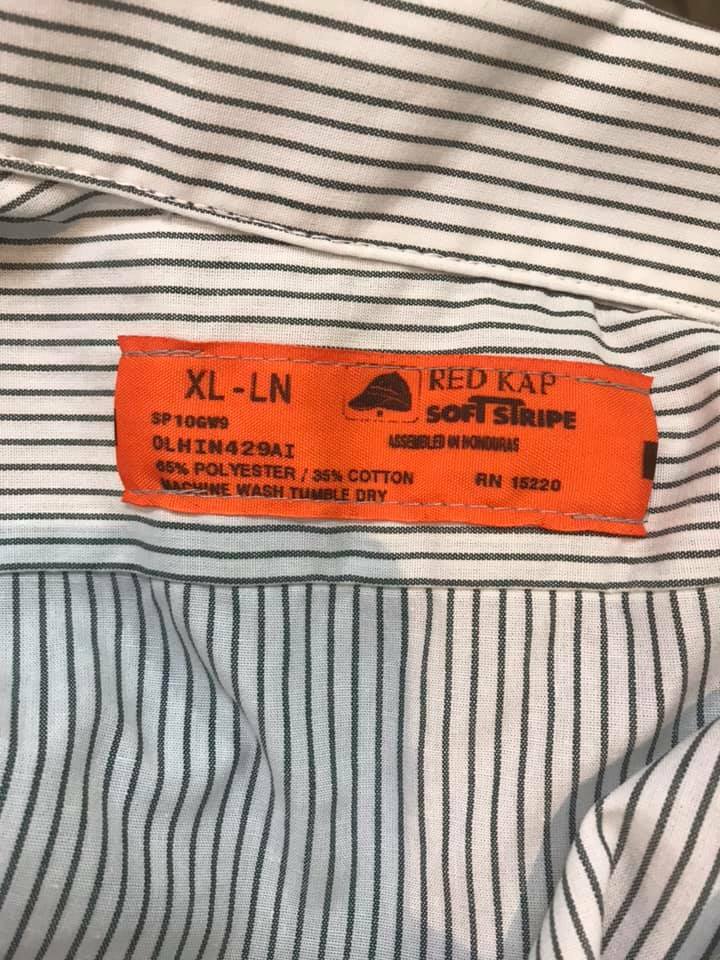 XL-LN
SP10GW9
OLHIN429AI
65% POLYESTER / 35% COTTON
MACHINE WASH TUMBLE DRY
RED KAP
SOFT STRIPE
ASSEMBLED IN HONDURAS
RN 15220